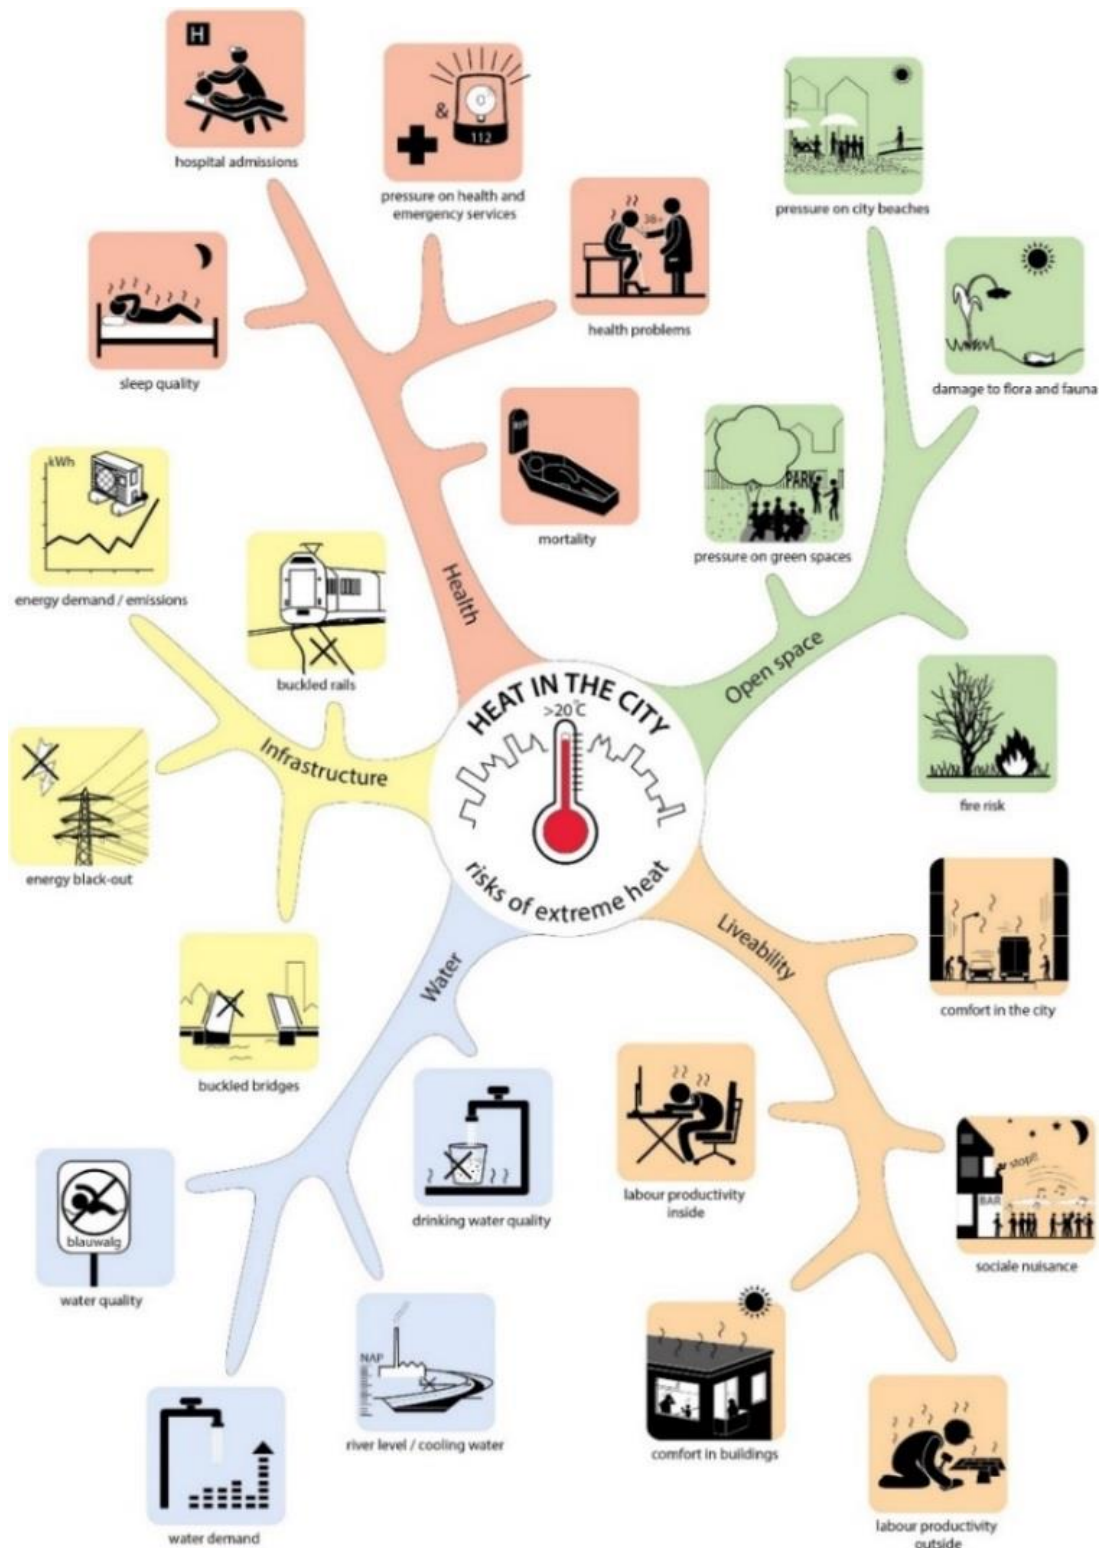 H
hospital admissions
& 112
pressure on health and
emergency services
pressure on city beaches
38+
health problems
sleep quality
damage to flora and fauna
RIP
mortality
PARK
pressure on green spaces
kWh
energy demand / emissions
buckled rails
Health
Open space
HEAT IN THE CITY
>20°C
risks of extreme heat
Infrastructure
fire risk
energy black-out
Liveability
Water
comfort in the city
buckled bridges
drinking water quality
labour productivity
inside
stop!!
BAR
sociale nuisance
blauwalg
water quality
NAP
river level / cooling water
comfort in buildings
water demand
labour productivity
outside